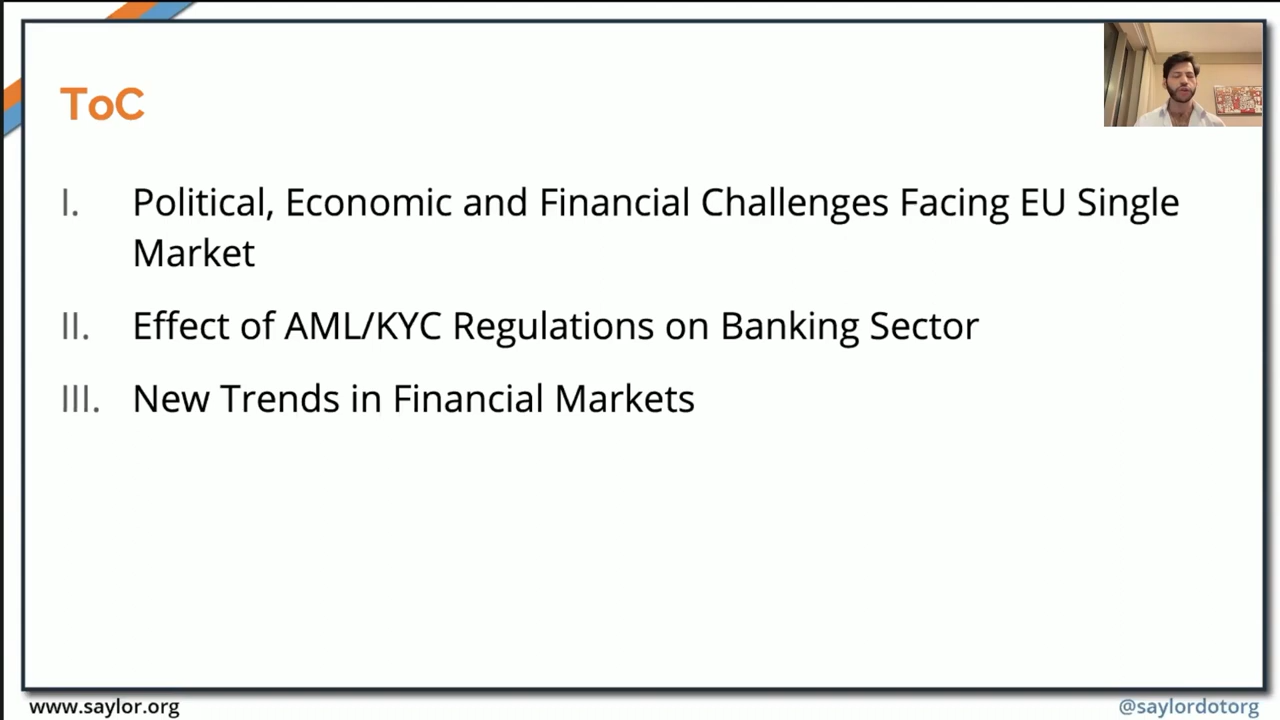 ToC
I. Political, Economic and Financial Challenges Facing EU Single
Market
II. Effect of AML/KYC Regulations on Banking Sector
III. New Trends in Financial Markets
www.saylor.org
@saylordotorg